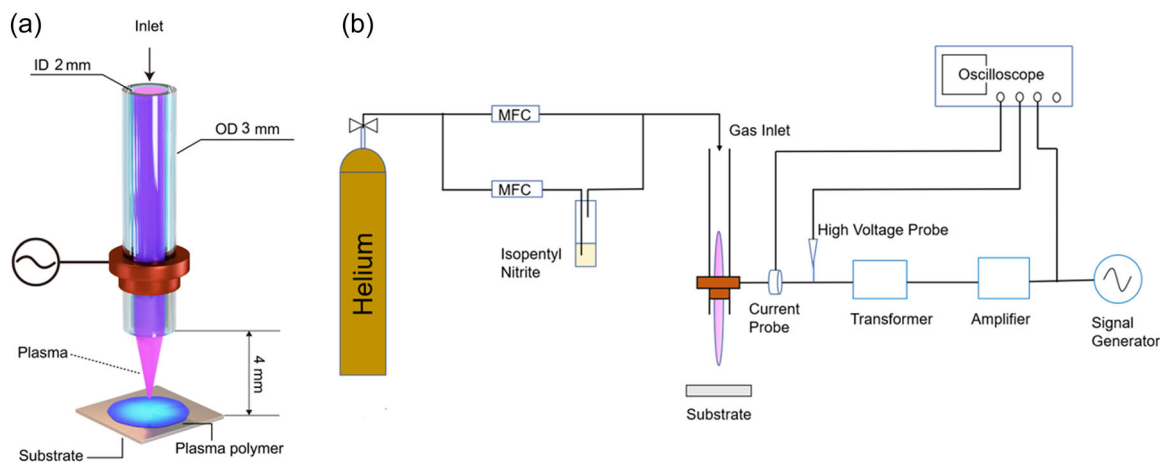 (a)
Inlet
ID 2 mm
OD 3 mm
Plasma
4 mm
Substrate
Plasma polymer
(b)
Helium
MFC
MFC
Isopentyl
Nitrite
Gas Inlet
Oscilloscope
High Voltage Probe
Current
Probe
Transformer
Amplifier
Signal
Generator
Substrate